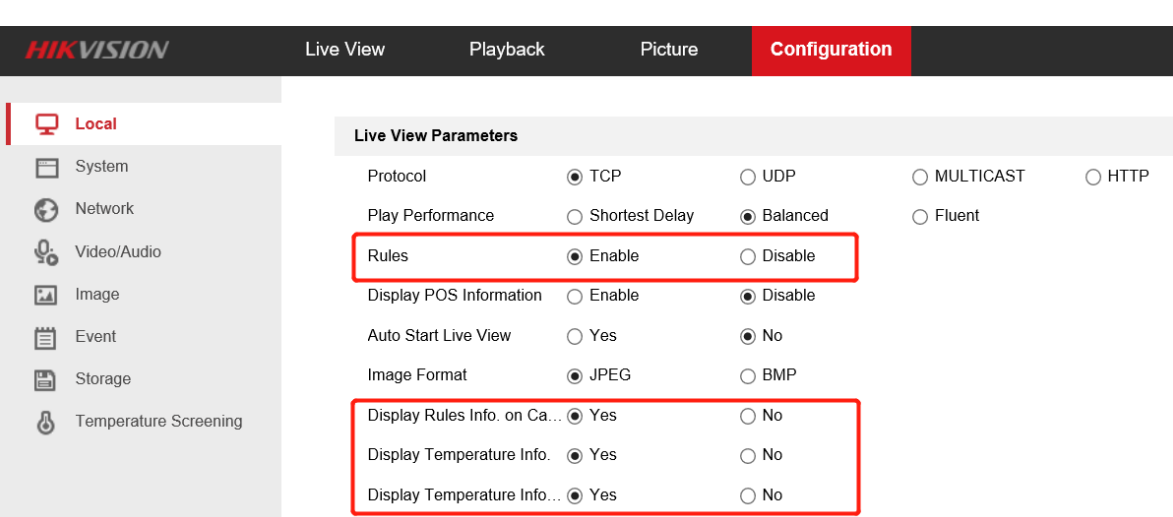 HIKVISION Live View Playback Picture Configuration
Local
System
Network
Video/Audio
Image
Event
Storage
Temperature Screening
Live View Parameters
Protocol TCP UDP MULTICAST HTTP
Play Performance Shortest Delay Balanced Fluent
Rules Enable Disable
Display POS Information Enable Disable
Auto Start Live View Yes No
Image Format JPEG BMP
Display Rules Info. on Ca... Yes No
Display Temperature Info. Yes No
Display Temperature Info... Yes No